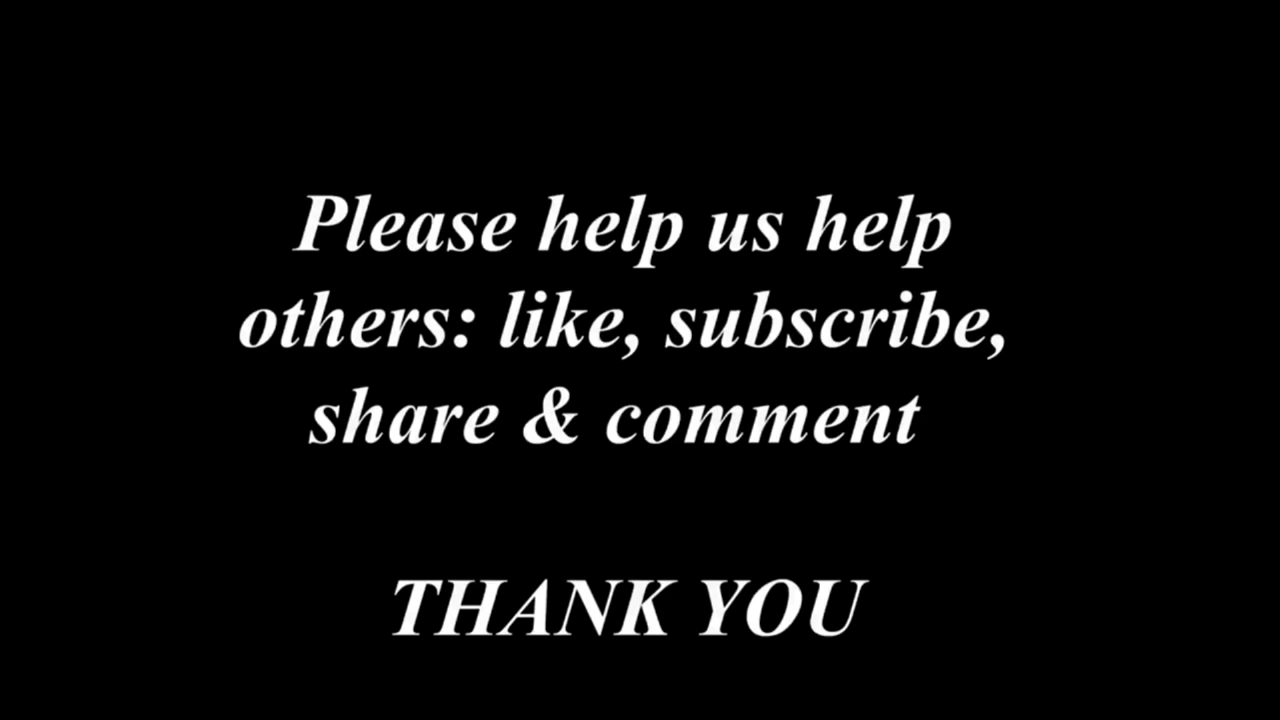 Please help us help
others: like, subscribe,
share & comment
THANK YOU